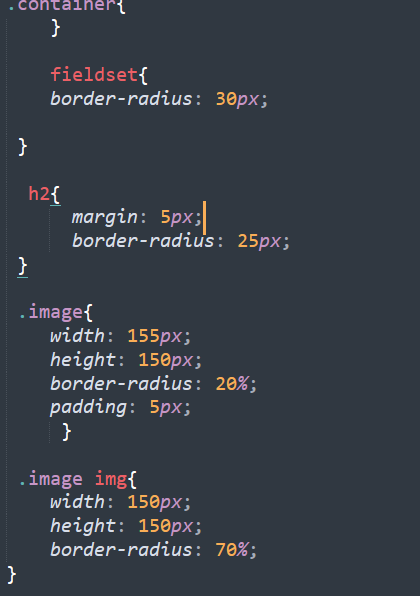 .container{
}
fieldset{
border-radius: 30px;
}
h2{
margin: 5px;
border-radius: 25px;
}
.image{
width: 155px;
height: 150px;
border-radius: 20%;
padding: 5px;
}
.image img{
width: 150px;
height: 150px;
border-radius: 70%;
}